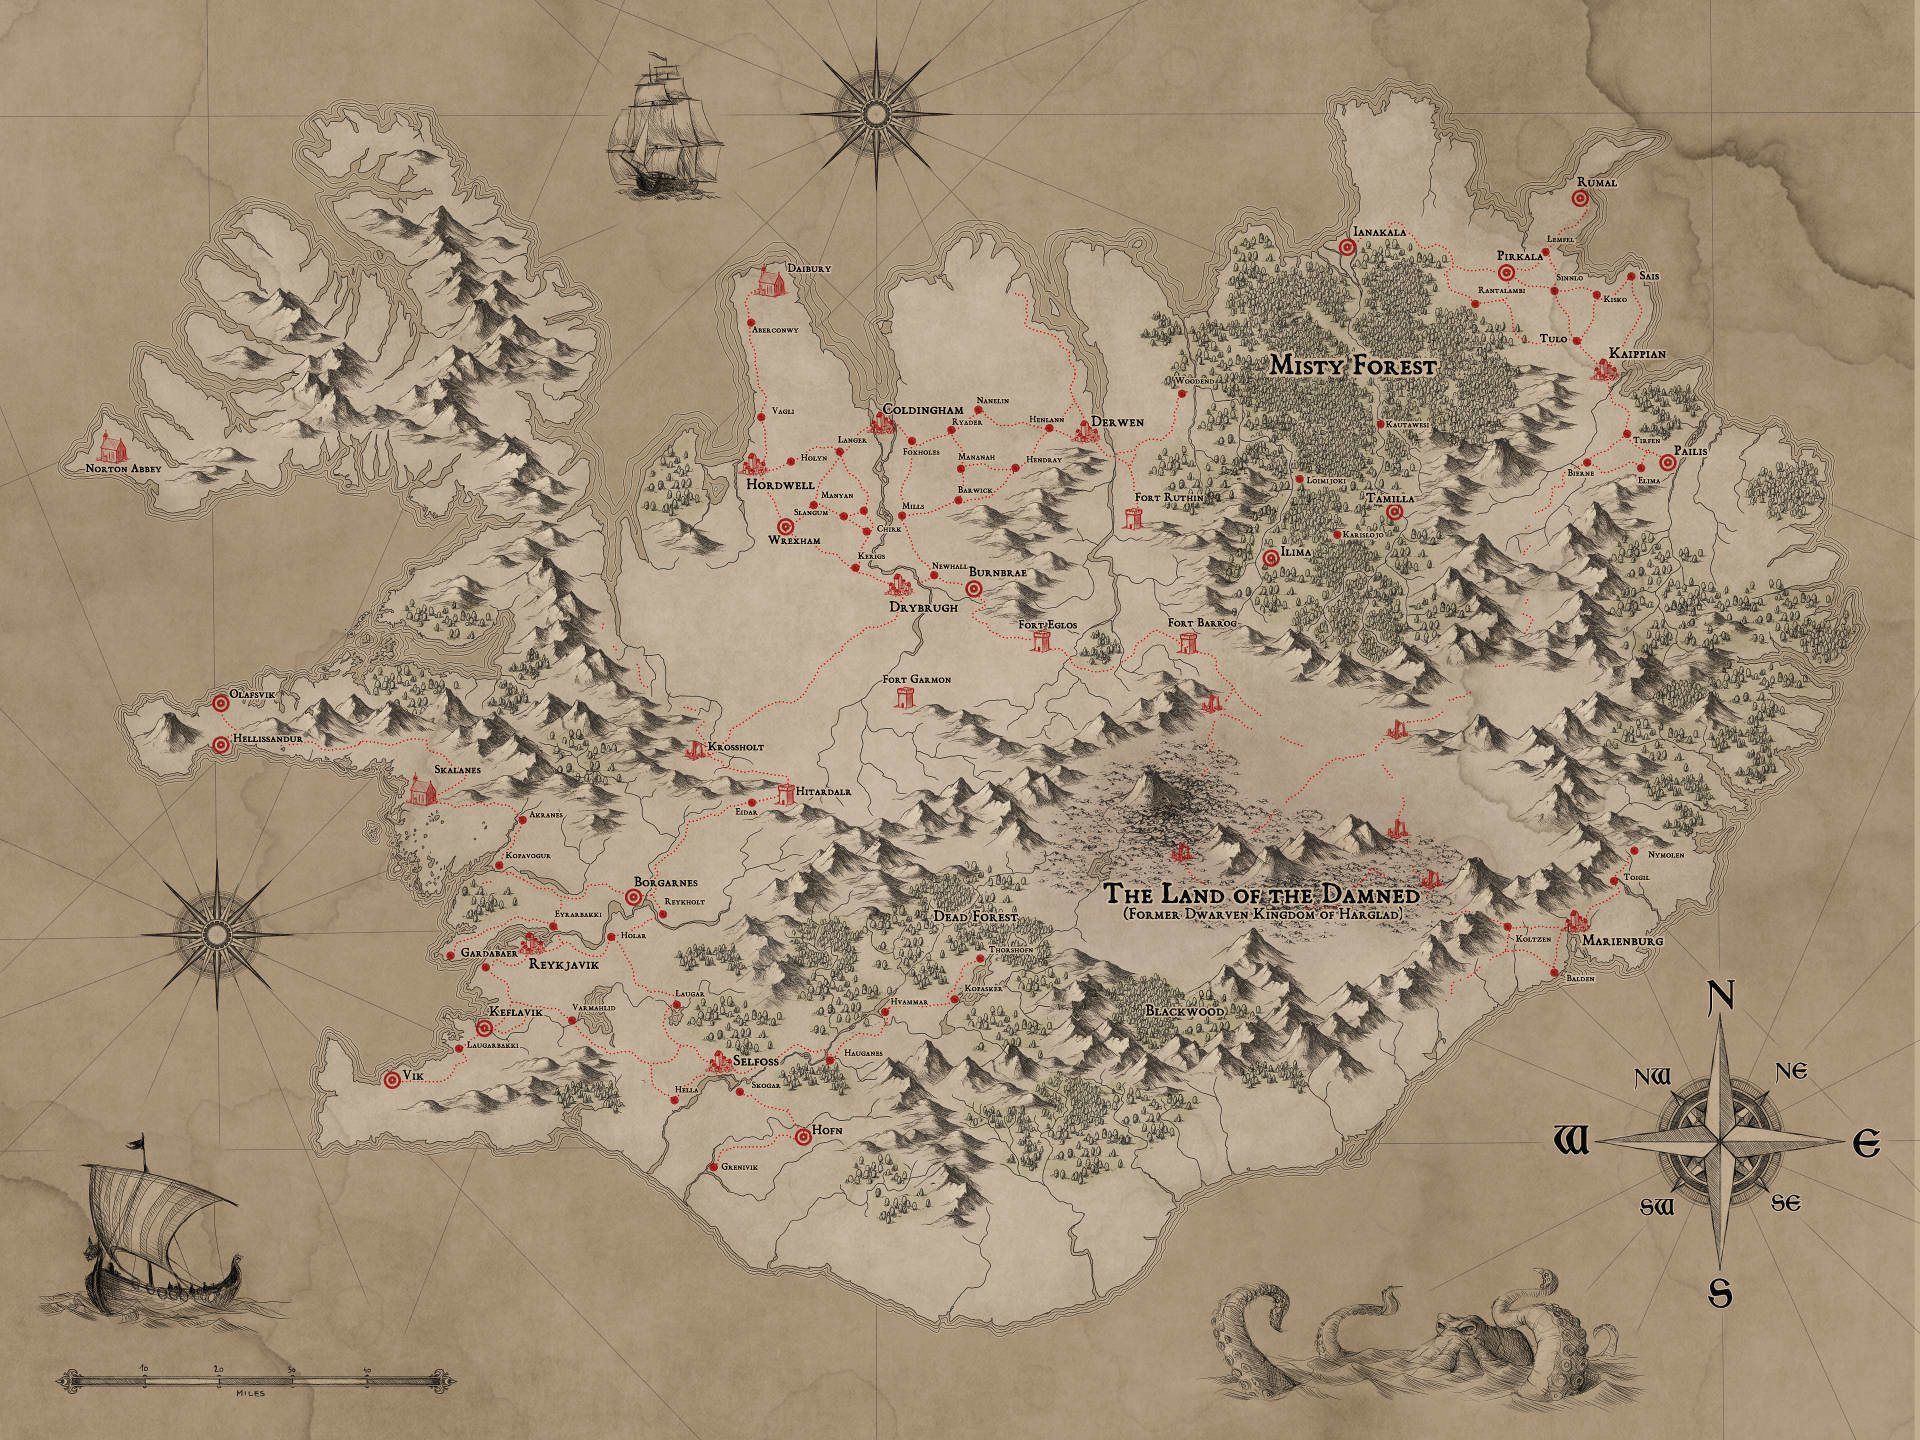 Rumal
Ianakala
Lemfel
Pirkala
Daibury
Sinnlo
Sais
Rantalambi
Kisko
Aberconwy
Tulo
Kaippian
Misty Forest
Woodend
Nanelin
Coldingham
Vagli
Ryader
Henlann
Derwen
Kautawesi
Langer
Foxholes
Tirfen
Pailis
Holyn
Mananah
Hendray
Norton Abbey
Bierne
Elima
Hordwell
Loimijoki
Manyan
Barwick
Fort Ruthin
Tamilla
Mills
Slangum
Chirk
Wrexham
Karislojo
Ilima
Kerigs
Newhall
Burnbrae
Drybrugh
Fort Eglos
Fort Barrog
Fort Garmon
Olafsvik
Hellissandur
Krossholt
Skalanes
Hitardalr
Eidar
Akranes
Kopavogur
Nymolen
Toigil
Borgarnes
The Land of the Damned
(Former Dwarven Kingdom of Harglad)
Reykholt
Eyrarbakki
Dead Forest
Holar
Koltzen
Marienburg
Gardabaer
Thorshofn
Reykjavik
Balden
Kopasker
Laugar
Hvammar
N
Varmahlid
Keflavik
Blackwood
Laugarbakki
Hauganes
Selfoss
NW
NE
Vik
Skogar
Hella
Hofn
W
E
Grenivik
SW
SE
S
10
20
30
40
Miles